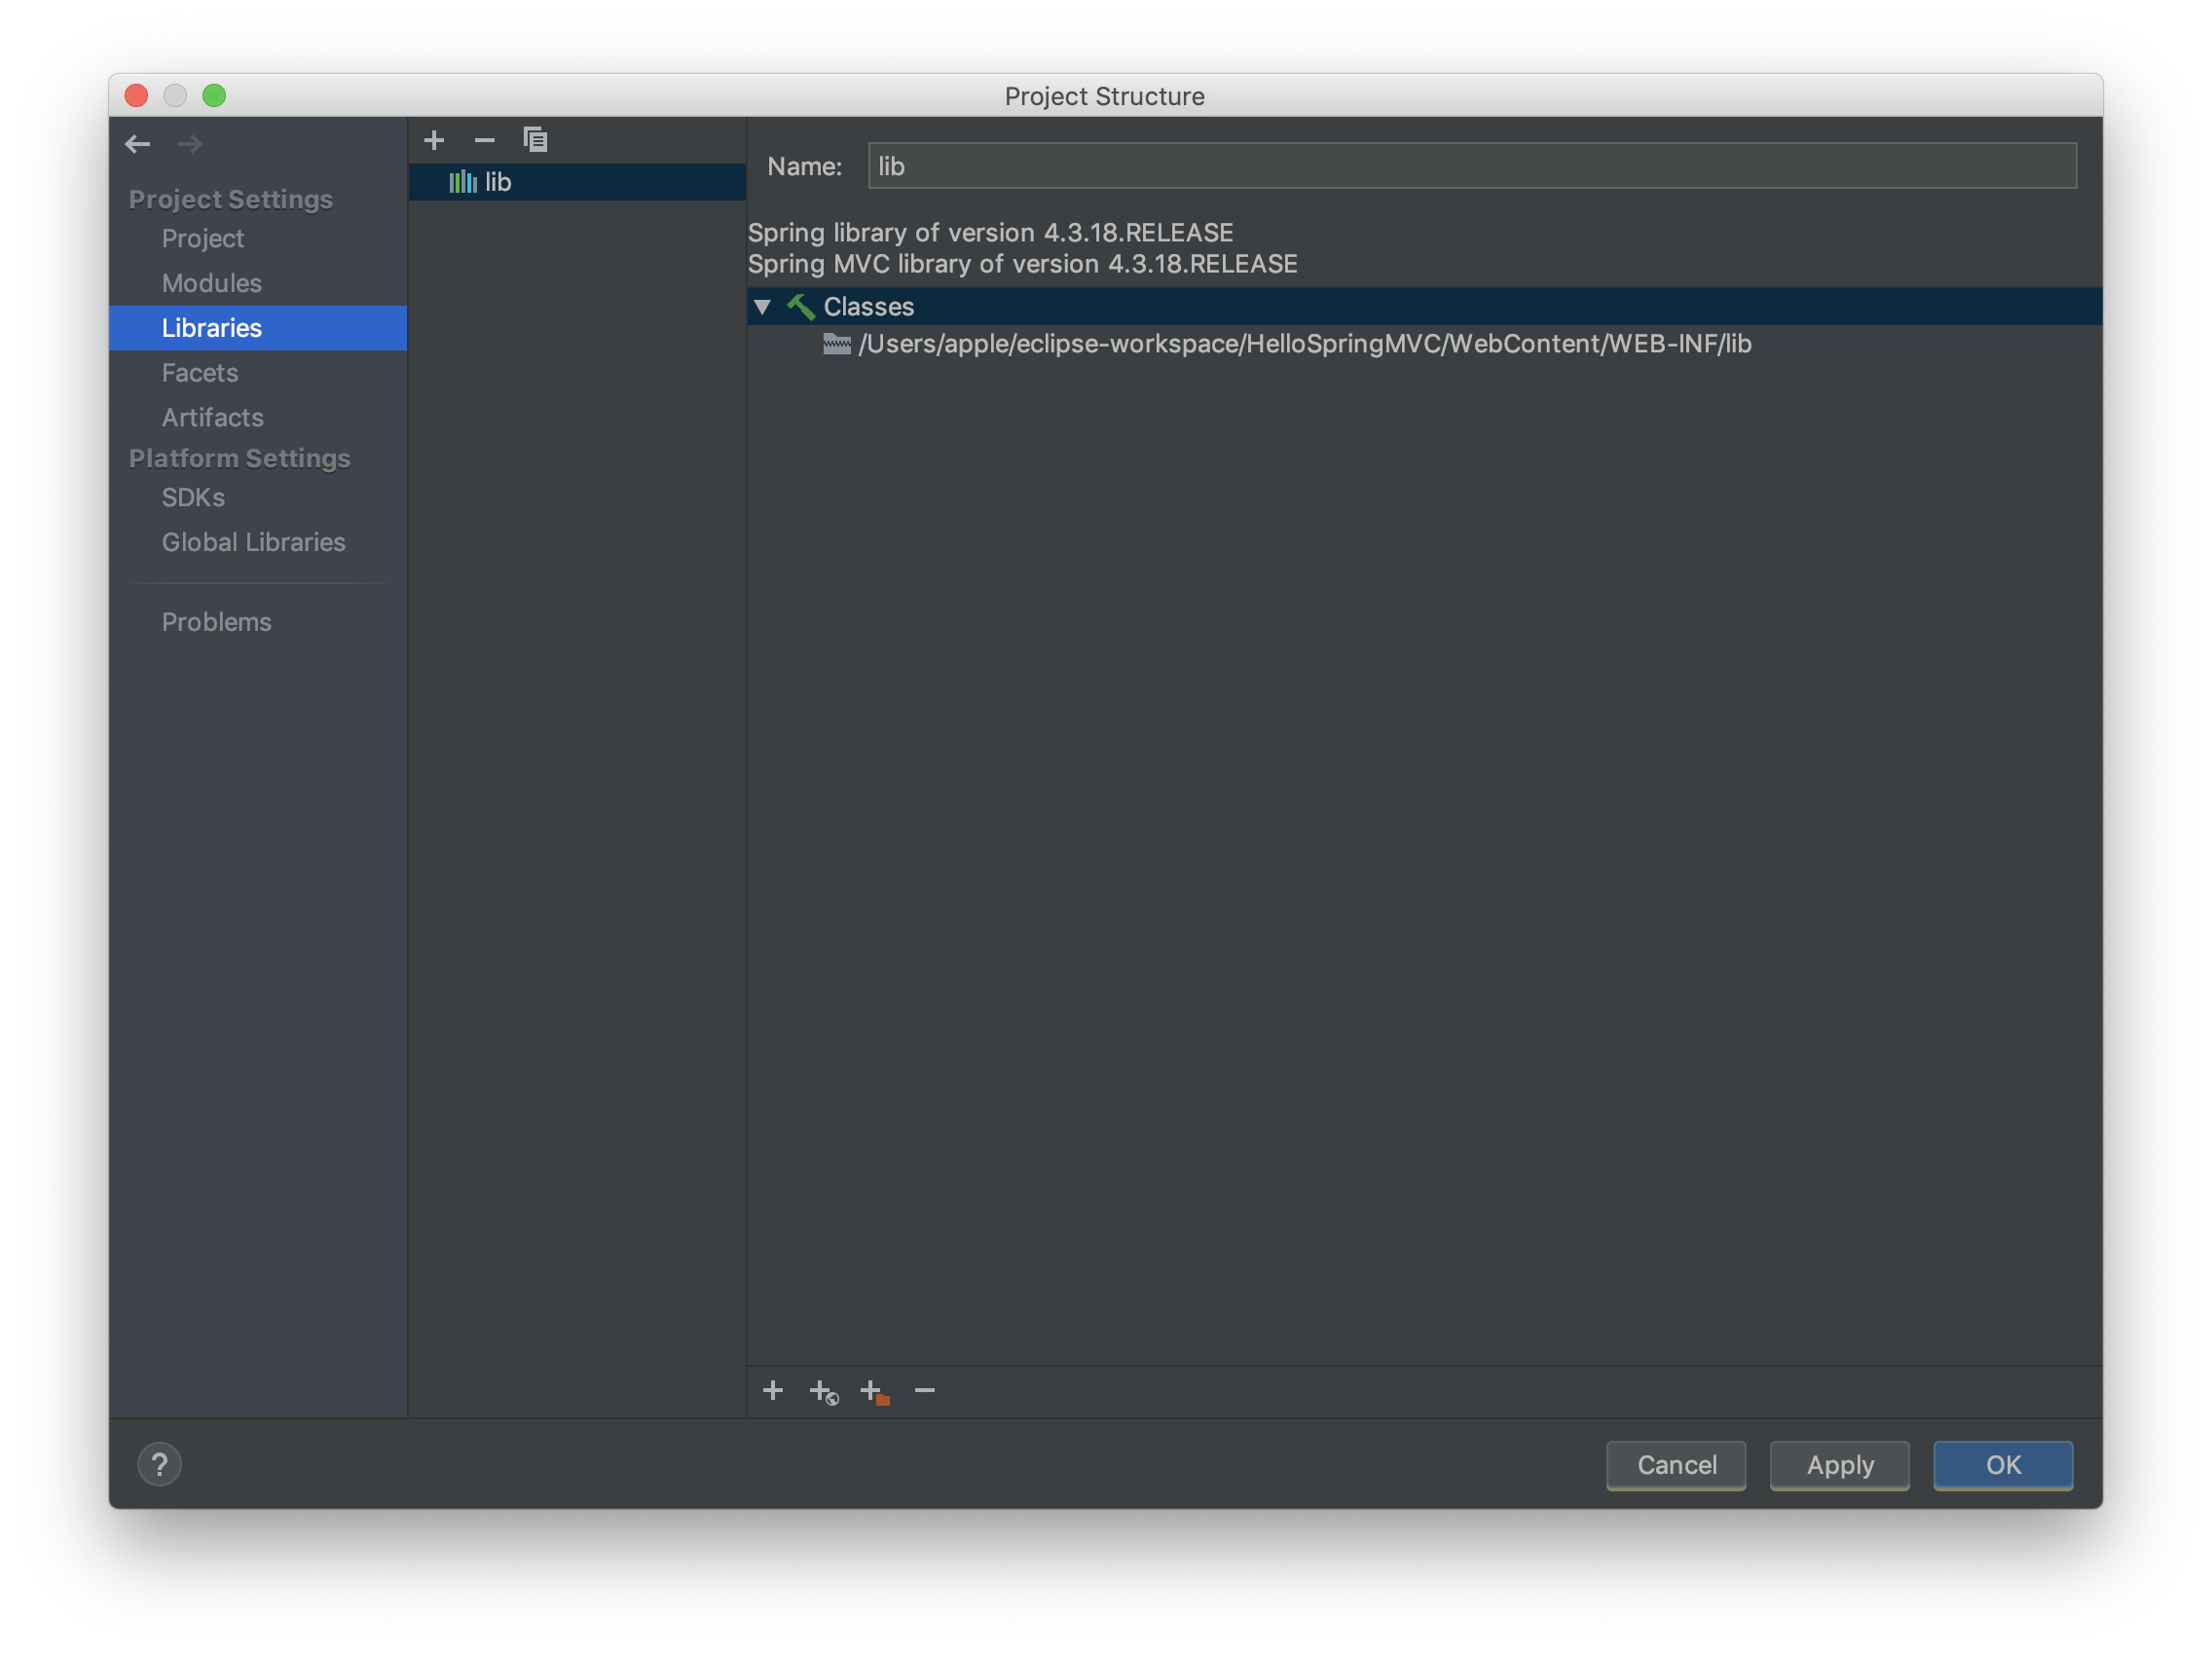 Project Structure
Project Settings
Project
Modules
Libraries
Facets
Artifacts
Platform Settings
SDKs
Global Libraries
Problems
lib
Name: lib
Spring library of version 4.3.18.RELEASE
Spring MVC library of version 4.3.18.RELEASE
Classes
/Users/apple/eclipse-workspace/HelloSpringMVC/WebContent/WEB-INF/lib
?
Cancel
Apply
OK